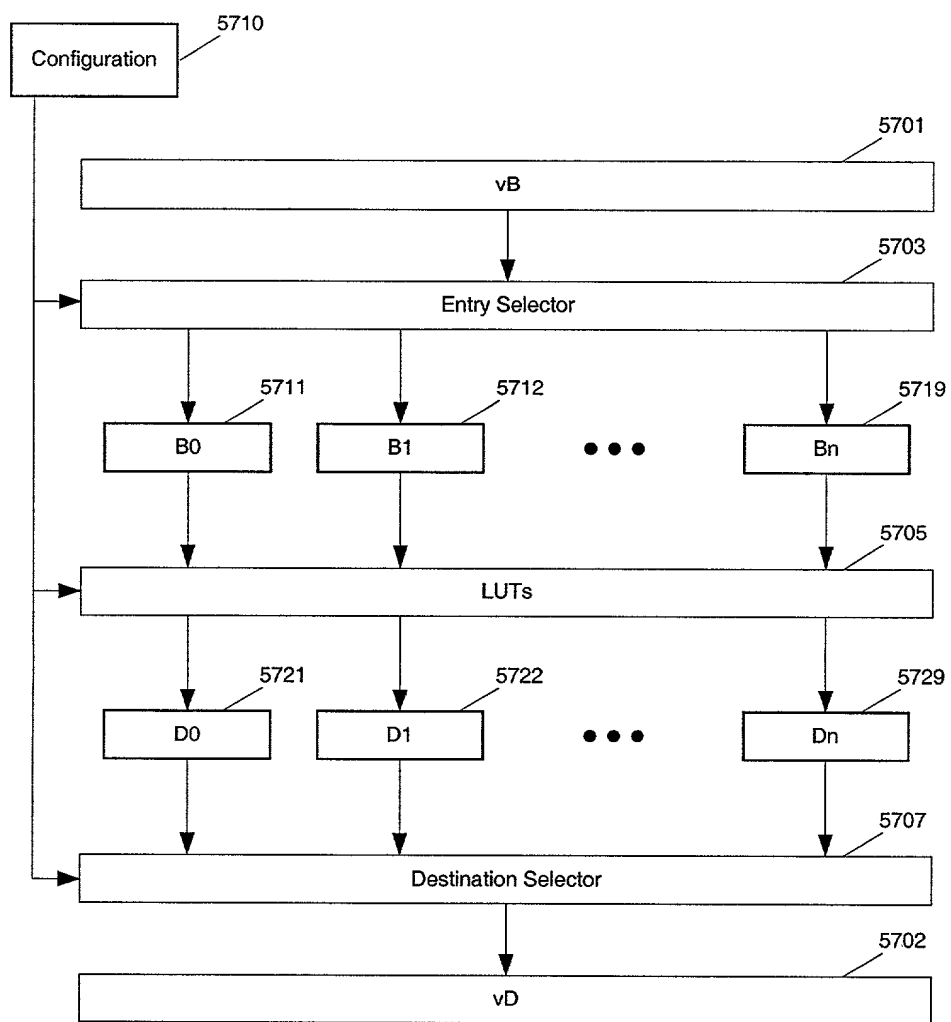 5710
Configuration
5701
vB
5703
Entry Selector
5711 5712 5719
B0 B1 Bn
5705
LUTs
5721 5722 5729
D0 D1 Dn
5707
Destination Selector
5702
vD